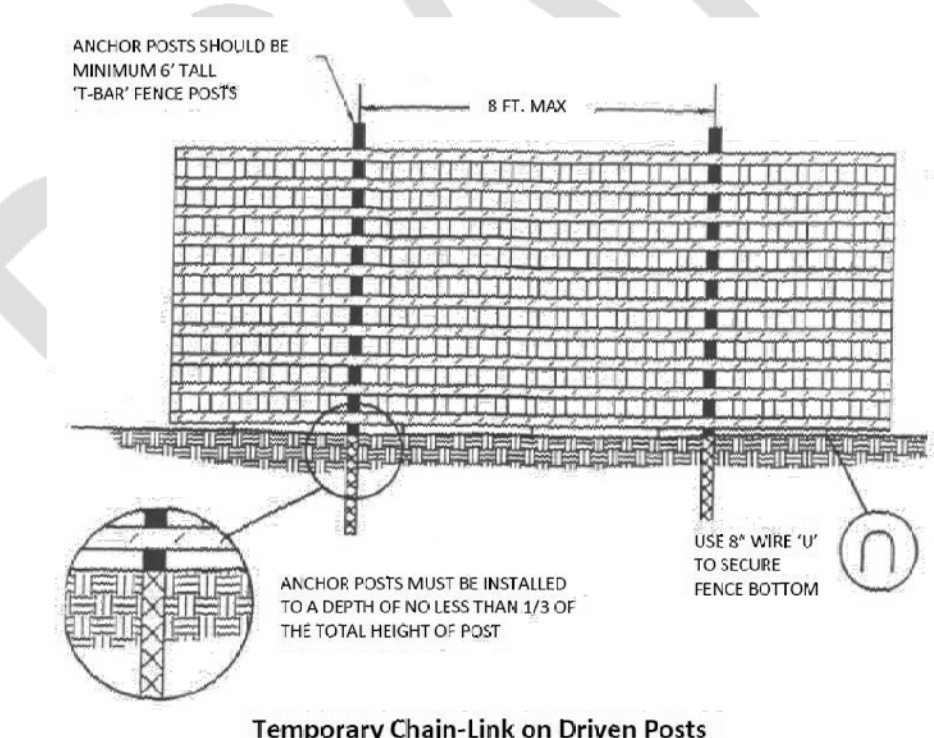 ANCHOR POSTS SHOULD BE
MINIMUM 6' TALL
'T-BAR' FENCE POSTS
8 FT. MAX
USE 8" WIRE 'U'
TO SECURE
FENCE BOTTOM
ANCHOR POSTS MUST BE INSTALLED
TO A DEPTH OF NO LESS THAN 1/3 OF
THE TOTAL HEIGHT OF POST
Temporary Chain-Link on Driven Posts